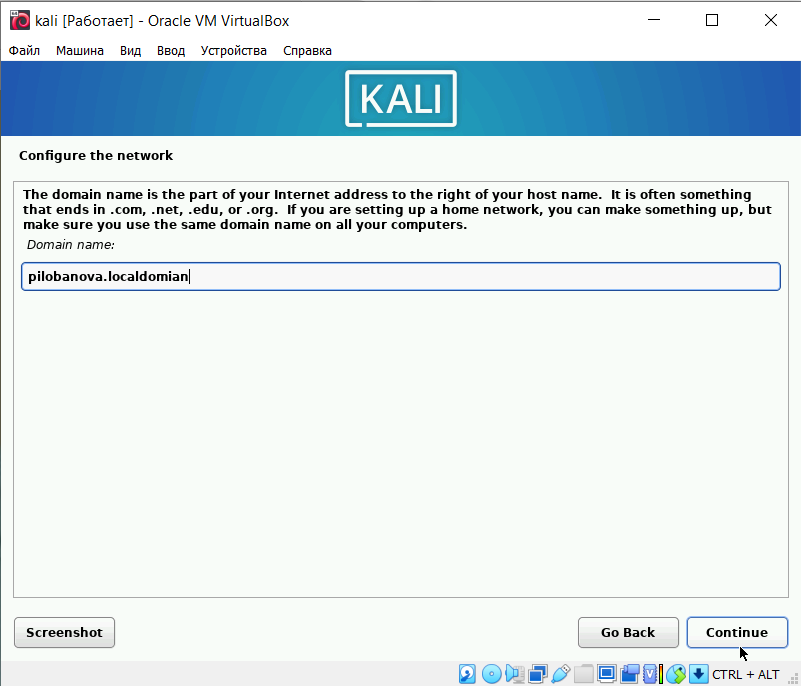 kali [Работает] - Oracle VM VirtualBox
Файл Машина Вид Ввод Устройства Справка
KALI
Configure the network
The domain name is the part of your Internet address to the right of your host name. It is often something
that ends in .com, .net, .edu, or .org. If you are setting up a home network, you can make something up, but
make sure you use the same domain name on all your computers.
Domain name:
pilobanova.localdomian
Screenshot Go Back Continue
CTRL + ALT